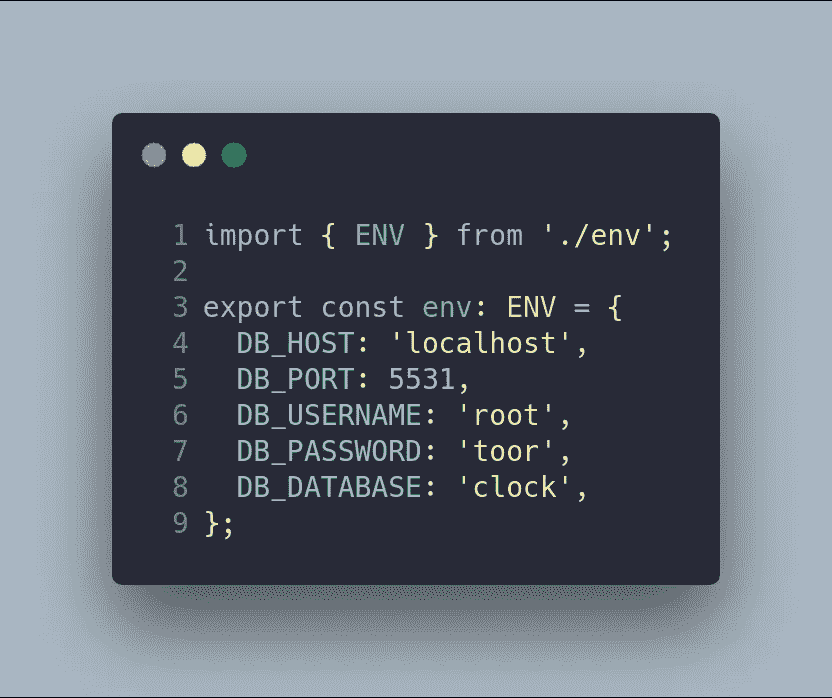 1 import { ENV } from './env';
2
3 export const env: ENV = {
4   DB_HOST: 'localhost',
5   DB_PORT: 5531,
6   DB_USERNAME: 'root',
7   DB_PASSWORD: 'toor',
8   DB_DATABASE: 'clock',
9 };